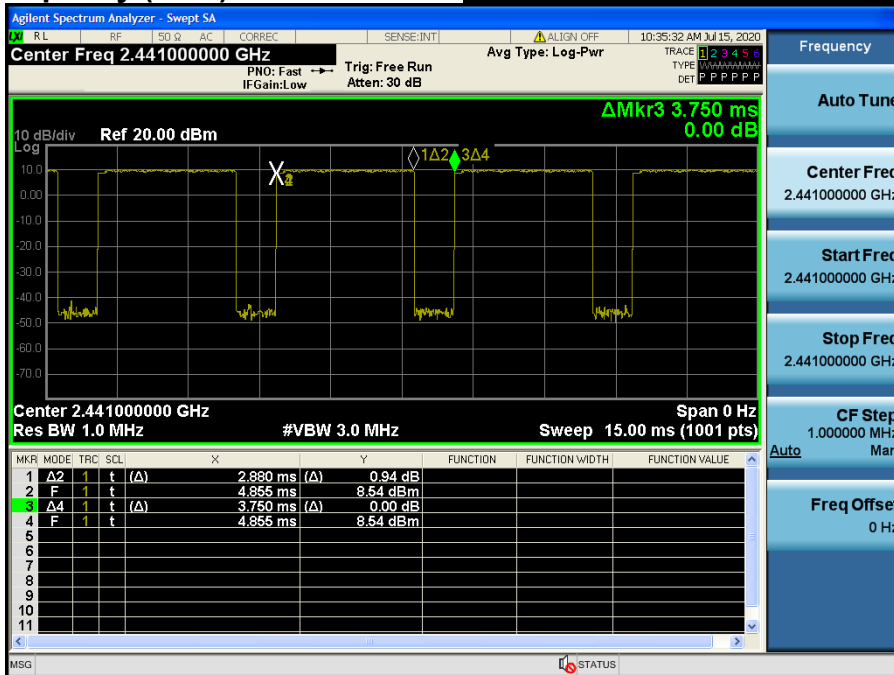 Agilent Spectrum Analyzer - Swept SA
RL RF 50 Ω AC CORREC SENSE:INT ALIGN OFF 10:35:32 AM Jul 15, 2020
Center Freq 2.441000000 GHz
PNO: Fast
IFGain:Low
Trig: Free Run
Atten: 30 dB
Avg Type: Log-Pwr
TRACE 1 2 3 4 5 6
TYPE
DET P P P P P P
ΔMkr3 3.750 ms
0.00 dB
10 dB/div Ref 20.00 dBm
Log
10.0
0.00
-10.0
-20.0
-30.0
-40.0
-50.0
-60.0
-70.0
1Δ2 3Δ4
Center 2.441000000 GHz Span 0 Hz
Res BW 1.0 MHz #VBW 3.0 MHz Sweep 15.00 ms (1001 pts)
MKR MODE TRC SCL X Y FUNCTION FUNCTION WIDTH FUNCTION VALUE
1 Δ2 1 t (Δ) 2.880 ms (Δ) 0.94 dB
2 F 1 t 4.855 ms 8.54 dBm
3 Δ4 1 t (Δ) 3.750 ms (Δ) 0.00 dB
4 F 1 t 4.855 ms 8.54 dBm
5
6
7
8
9
10
11
MSG STATUS
Frequency
Auto Tune
Center Freq
2.441000000 GHz
Start Freq
2.441000000 GHz
Stop Freq
2.441000000 GHz
CF Step
1.000000 MHz
Auto Man
Freq Offset
0 Hz